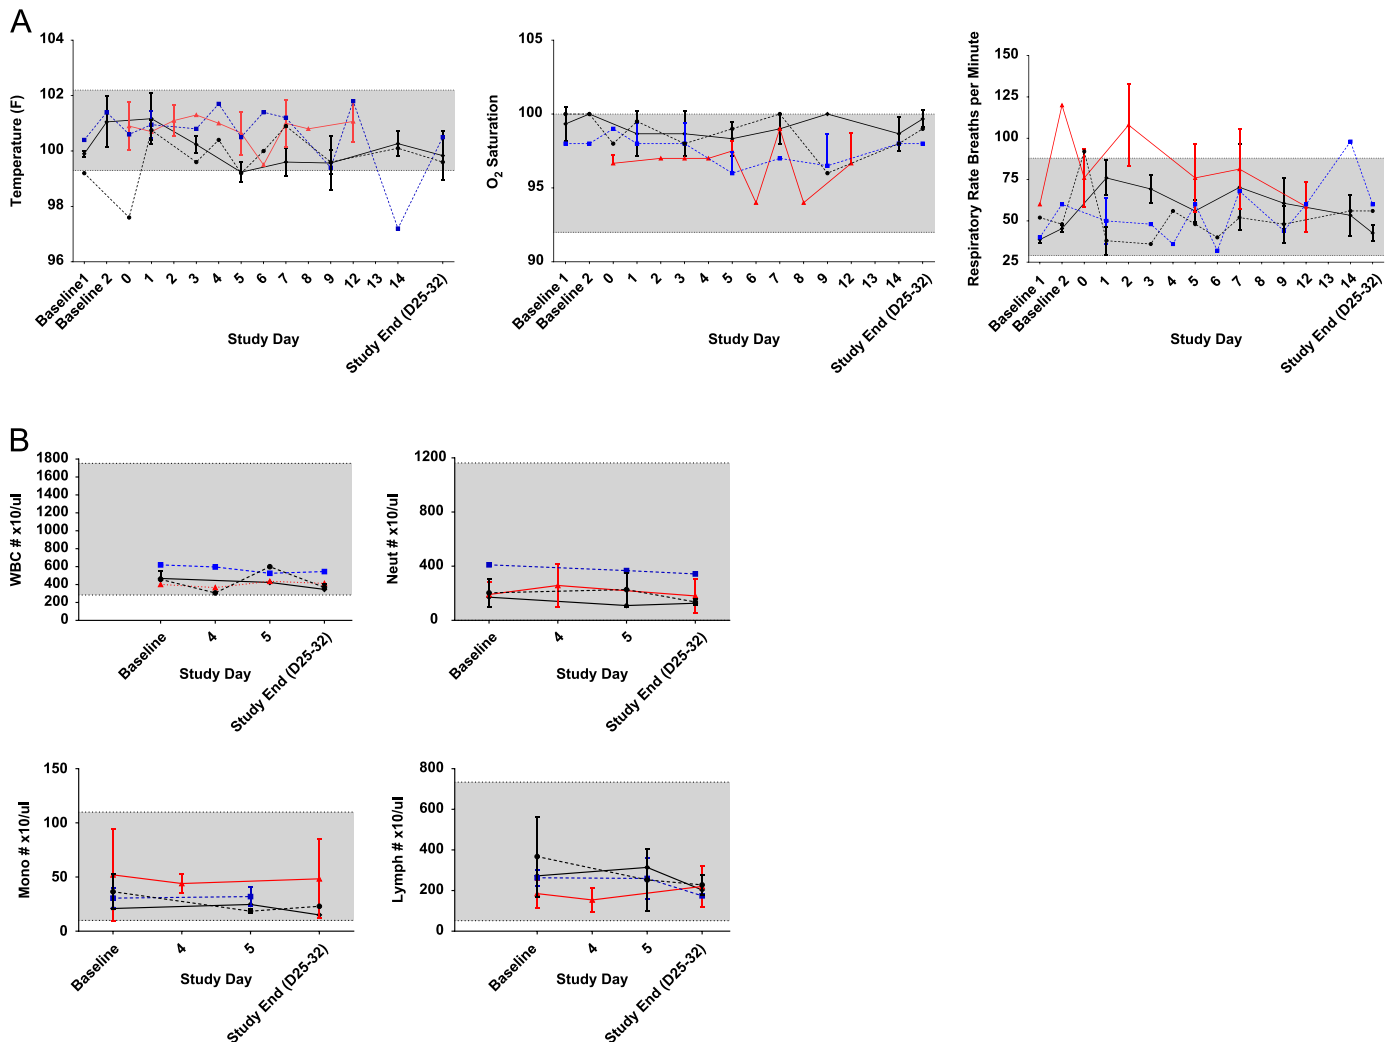 A
Temperature (F)
104
102
100
98
96
Baseline1
Baseline 2
0
1
2
3
4
5
6
7
8
9
12
13
14
Study End (D25-32)
Study Day
O2 Saturation
105
100
95
90
Baseline 1
Baseline 2
0
1
2
3
4
5
6
7
8
9
12
13
14
Study End (D25-32)
Study Day
Respiratory Rate Breaths per Minute
150
125
100
75
50
25
Baseline 1
Baseline 2
0
1
2
3
4
5
6
7
8
9
12
13
14
Study End (D25-32)
Study Day
B
WBC # x10/ul
1800
1600
1400
1200
1000
800
600
400
200
0
Baseline
4
5
Study End (D25-32)
Study Day
Neut # x10/ul
1200
800
400
0
Baseline
4
5
Study End (D25-32)
Study Day
Mono # x10/ul
150
100
50
0
Baseline
4
5
Study End (D25-32)
Study Day
Lymph # x10/ul
800
600
400
200
0
Baseline
4
5
Study End (D25-32)
Study Day